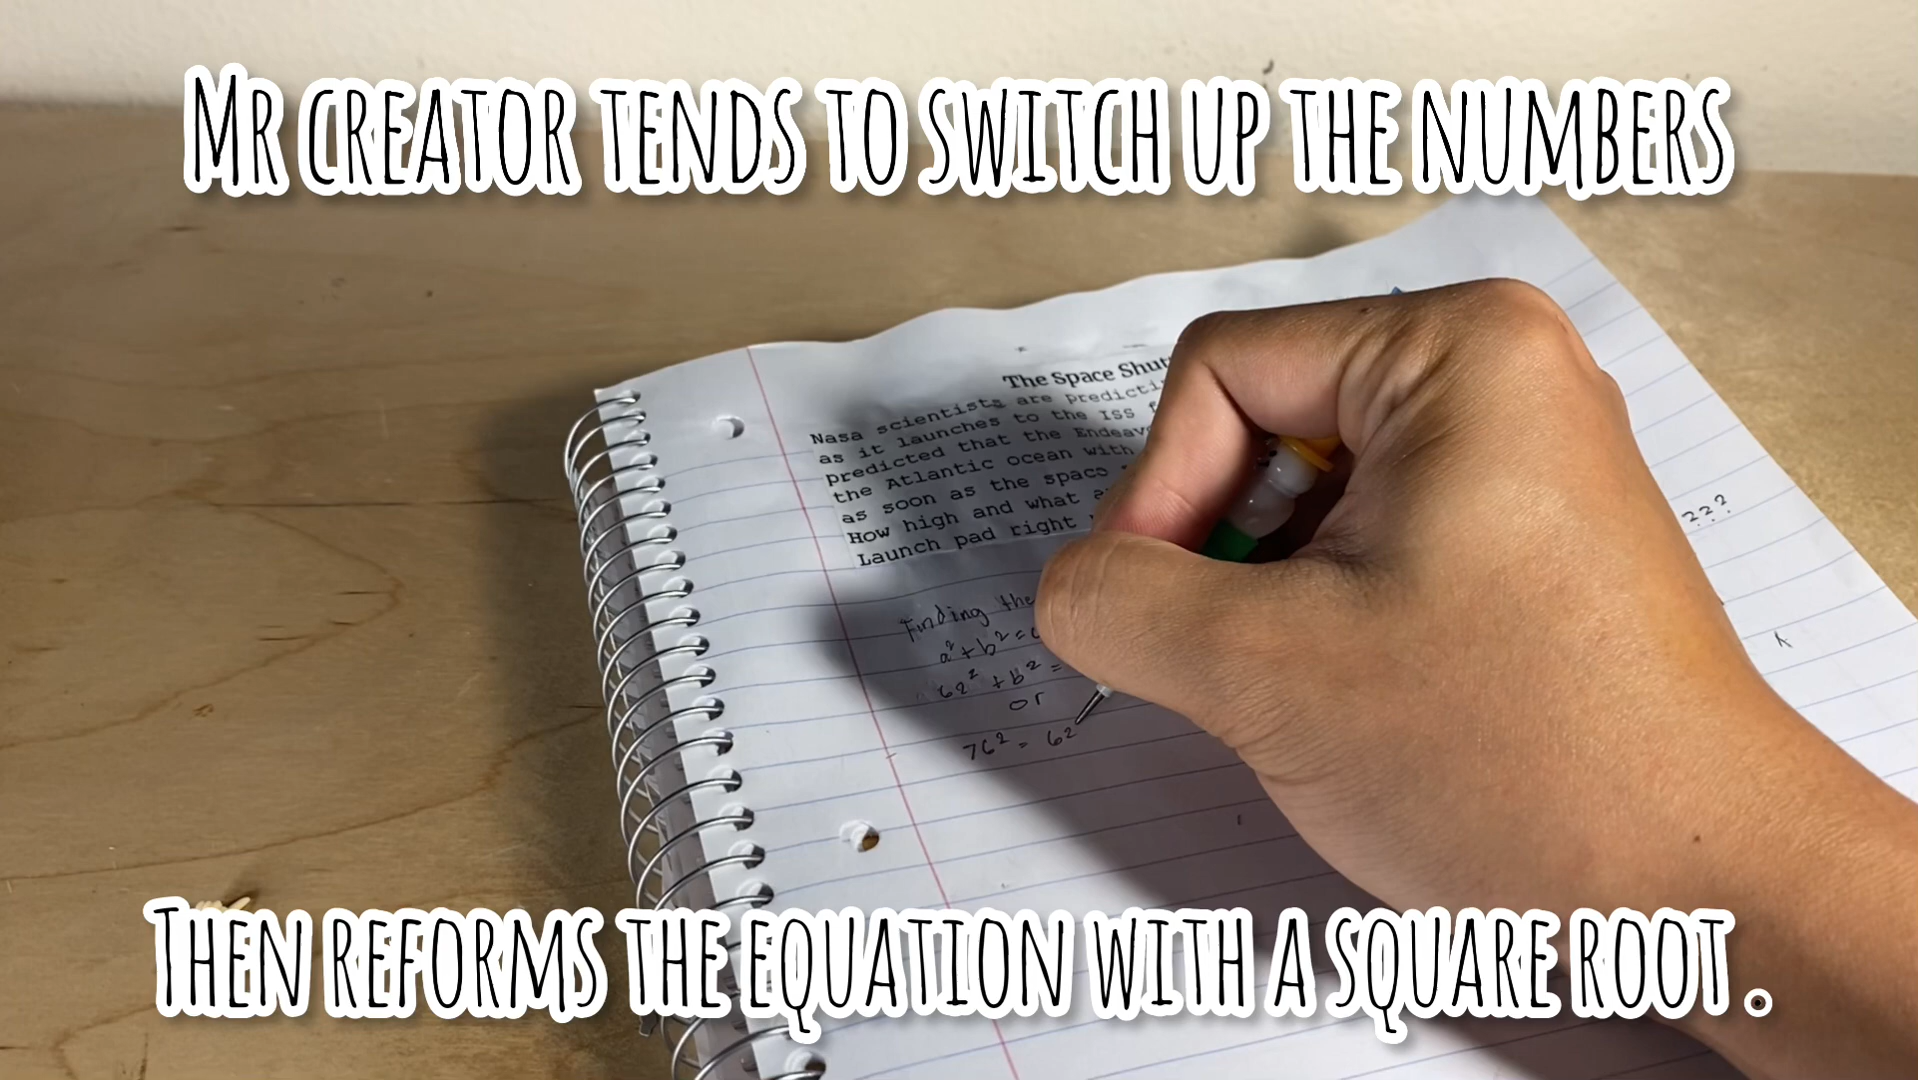 Mr creator tends to switch up the numbers
The Space Shut
Nasa scientists are predicti
as it launches to the ISS f
predicted that the Endeav
the Atlantic ocean with
as soon as the space
How high and what a
Launch pad right
???
Finding the
a² + b² = c
62² + b² =
or
76² = 62
Then reforms the equation with a square root .